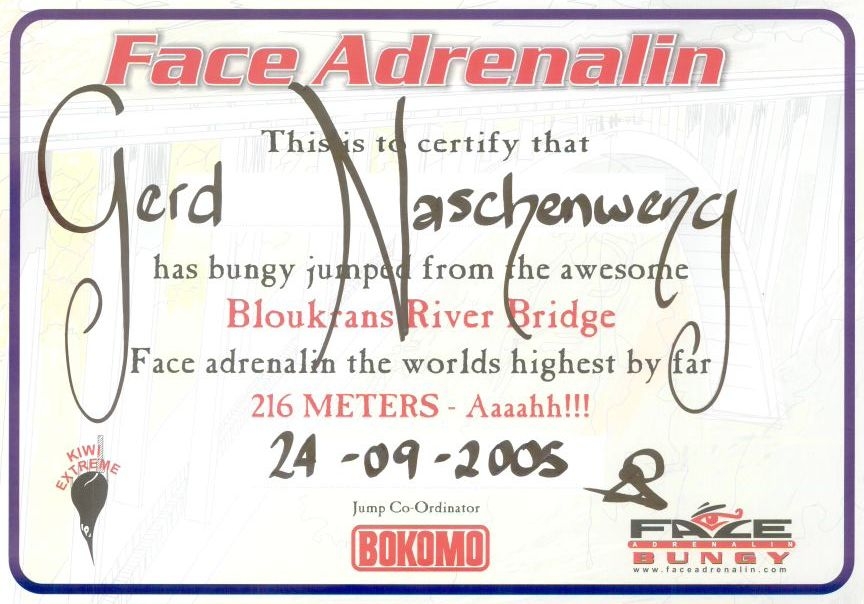 Face Adrenalin
This is to certify that
Gerd Naschenweng
has bungy jumped from the awesome
Bloukrans River Bridge
Face adrenalin the worlds highest by far
216 METERS - Aaaahh!!!
24-09-2005
KIWI
EXTREME
Jump Co-Ordinator
BOKOMO
FACE
ADRENALIN
BUNGY
www.faceadrenalin.com